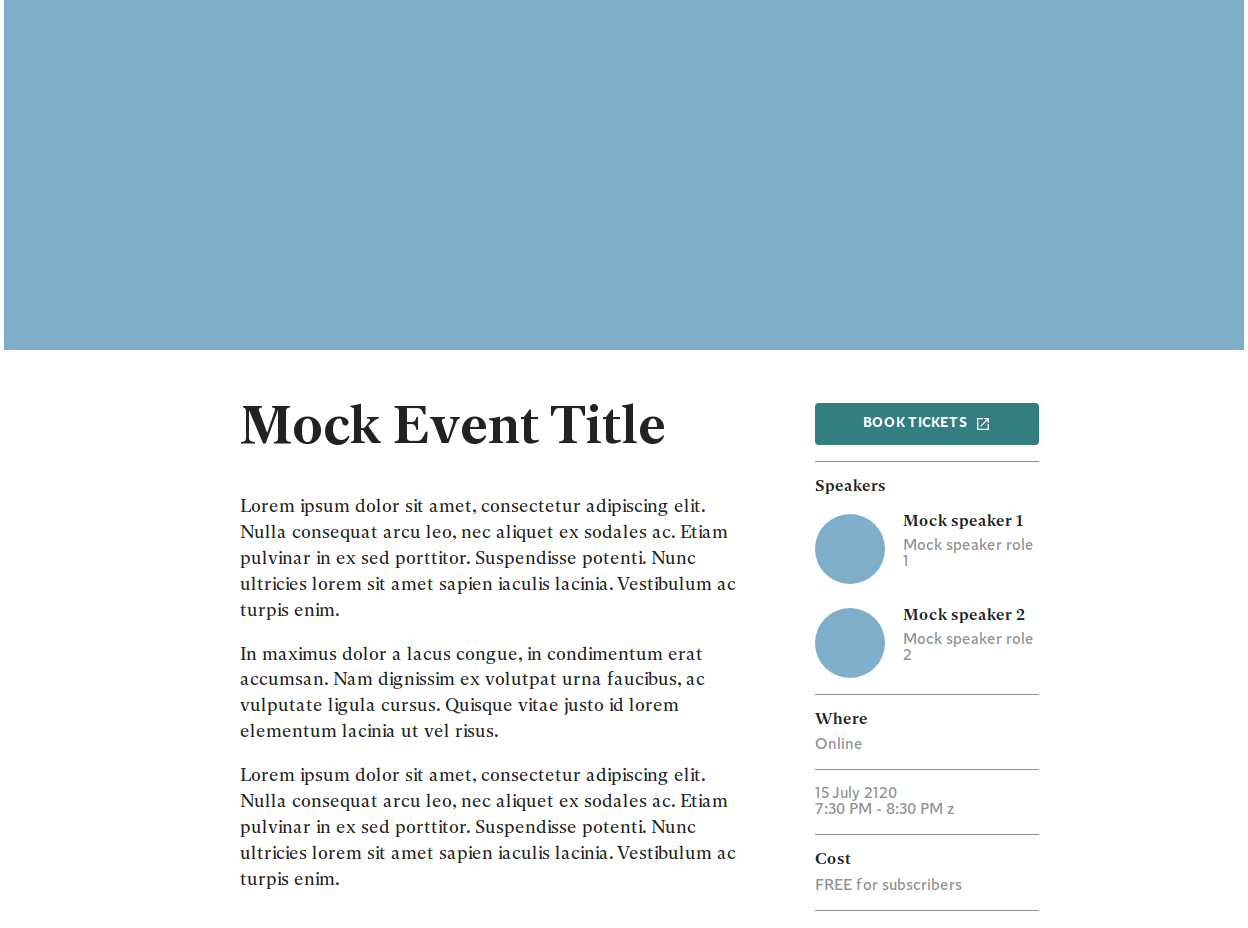 Mock Event Title
Lorem ipsum dolor sit amet, consectetur adipiscing elit.
Nulla consequat arcu leo, nec aliquet ex sodales ac. Etiam
pulvinar in ex sed porttitor. Suspendisse potenti. Nunc
ultricies lorem sit amet sapien iaculis lacinia. Vestibulum ac
turpis enim.
In maximus dolor a lacus congue, in condimentum erat
accumsan. Nam dignissim ex volutpat urna faucibus, ac
vulputate ligula cursus. Quisque vitae justo id lorem
elementum lacinia ut vel risus.
Lorem ipsum dolor sit amet, consectetur adipiscing elit.
Nulla consequat arcu leo, nec aliquet ex sodales ac. Etiam
pulvinar in ex sed porttitor. Suspendisse potenti. Nunc
ultricies lorem sit amet sapien iaculis lacinia. Vestibulum ac
turpis enim.
BOOK TICKETS
Speakers
Mock speaker 1
Mock speaker role
1
Mock speaker 2
Mock speaker role
2
Where
Online
15 July 2120
7:30 PM - 8:30 PM z
Cost
FREE for subscribers